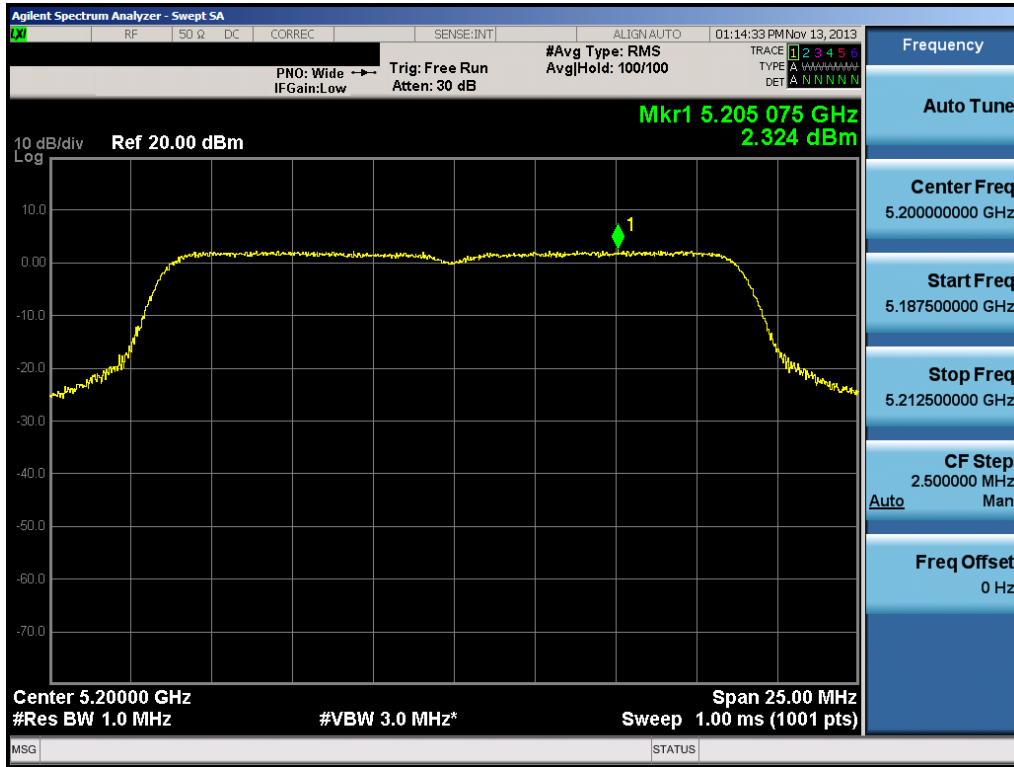 Agilent Spectrum Analyzer - Swept SA
LXI RF 50 Ω DC CORREC SENSE:INT ALIGN AUTO 01:14:33 PM Nov 13, 2013
PNO: Wide
IFGain:Low
Trig: Free Run
Atten: 30 dB
#Avg Type: RMS
Avg|Hold: 100/100
TRACE 1 2 3 4 5 6
TYPE A WWWWW
DET A N N N N N
Mkr1 5.205 075 GHz
2.324 dBm
10 dB/div Ref 20.00 dBm
Log
10.0
0.00
-10.0
-20.0
-30.0
-40.0
-50.0
-60.0
-70.0
1
Center 5.20000 GHz Span 25.00 MHz
#Res BW 1.0 MHz #VBW 3.0 MHz* Sweep 1.00 ms (1001 pts)
MSG STATUS
Frequency
Auto Tune
Center Freq
5.200000000 GHz
Start Freq
5.187500000 GHz
Stop Freq
5.212500000 GHz
CF Step
2.500000 MHz
Auto Man
Freq Offset
0 Hz